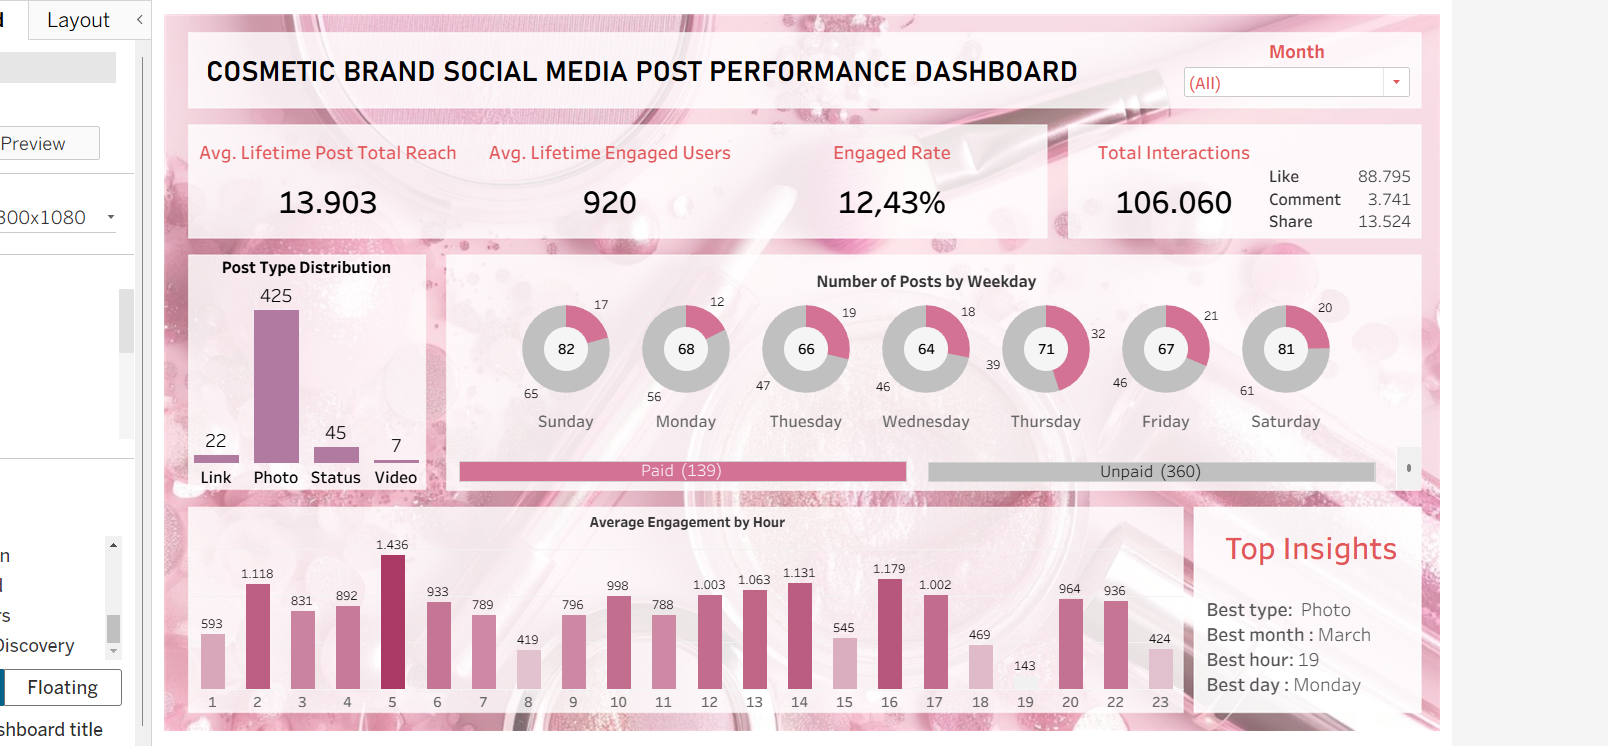 Layout
Preview
x1080
Discovery
Floating
title
COSMETIC BRAND SOCIAL MEDIA POST PERFORMANCE DASHBOARD
Month
(All)
Avg. Lifetime Post Total Reach
13.903
Avg. Lifetime Engaged Users
920
Engaged Rate
12,43%
Total Interactions
106.060
Like 88.795
Comment 3.741
Share 13.524
Post Type Distribution
425
22
45
7
Link Photo Status Video
Number of Posts by Weekday
17 12 19 18 32 21 20
82 68 66 64 71 67 81
65 56 47 46 39 46 61
Sunday Monday Thuesday Wednesday Thursday Friday Saturday
Paid (139) Unpaid (360)
Average Engagement by Hour
593 1.118 831 892 1.436 933 789 419 796 998 788 1.003 1.063 1.131 545 1.179 1.002 469 143 964 936 424
1 2 3 4 5 6 7 8 9 10 11 12 13 14 15 16 17 18 19 20 22 23
Top Insights
Best type: Photo
Best month : March
Best hour: 19
Best day : Monday